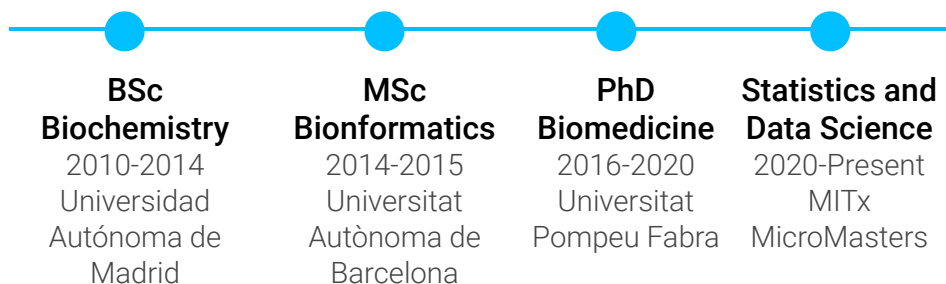 BSc
Biochemistry
2010-2014
Universidad
Autónoma de
Madrid
MSc
Bionformatics
2014-2015
Universitat
Autònoma de
Barcelona
PhD
Biomedicine
2016-2020
Universitat
Pompeu Fabra
Statistics and
Data Science
2020-Present
MITx
MicroMasters